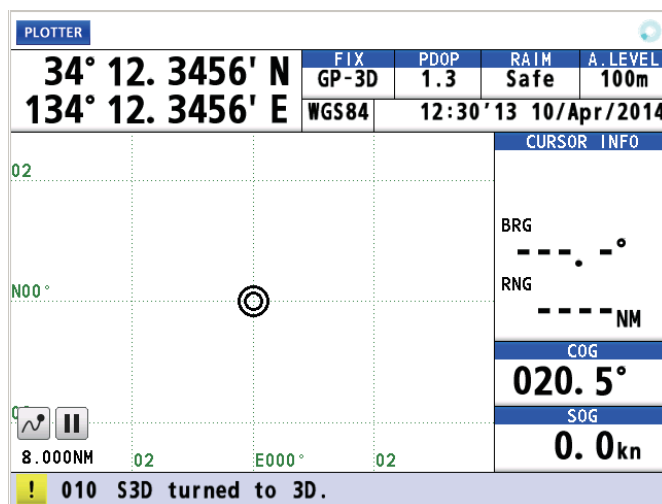 PLOTTER
34° 12. 3456' N
134° 12. 3456' E
FIX PDOP RAIM A.LEVEL
GP-3D 1.3 Safe 100m
WGS84 12:30'13 10/Apr/2014
CURSOR INFO
02
BRG
---.-°
N00°
RNG
----NM
COG
020.5°
SOG
0.0kn
8.000NM 02 E000° 02
! 010 S3D turned to 3D.